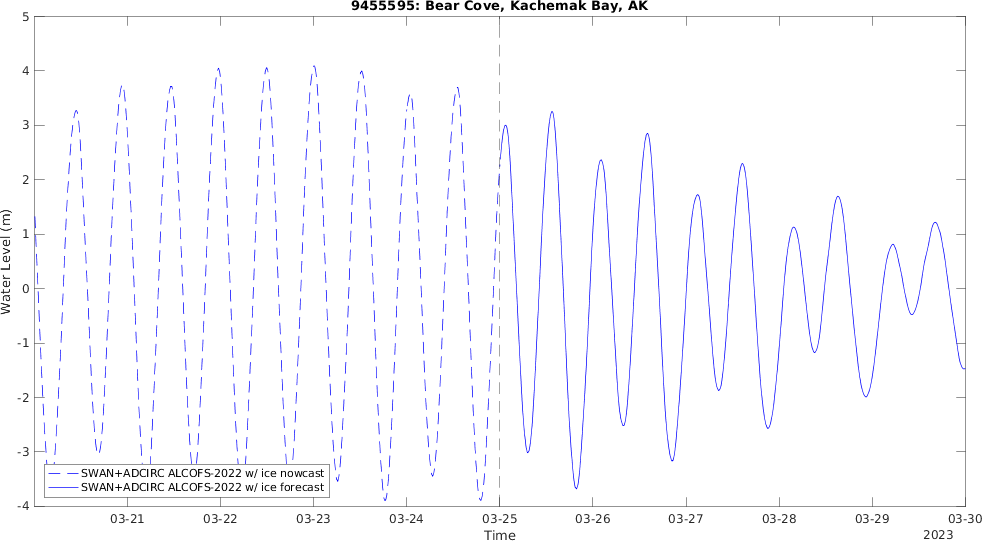 9455595: Bear Cove, Kachemak Bay, AK
5
4
3
2
1
0
-1
-2
-3
-4
Water Level (m)
SWAN+ADCIRC ALCOFS-2022 w/ ice nowcast
SWAN+ADCIRC ALCOFS-2022 w/ ice forecast
03-21 03-22 03-23 03-24 03-25 03-26 03-27 03-28 03-29 03-30
Time
2023